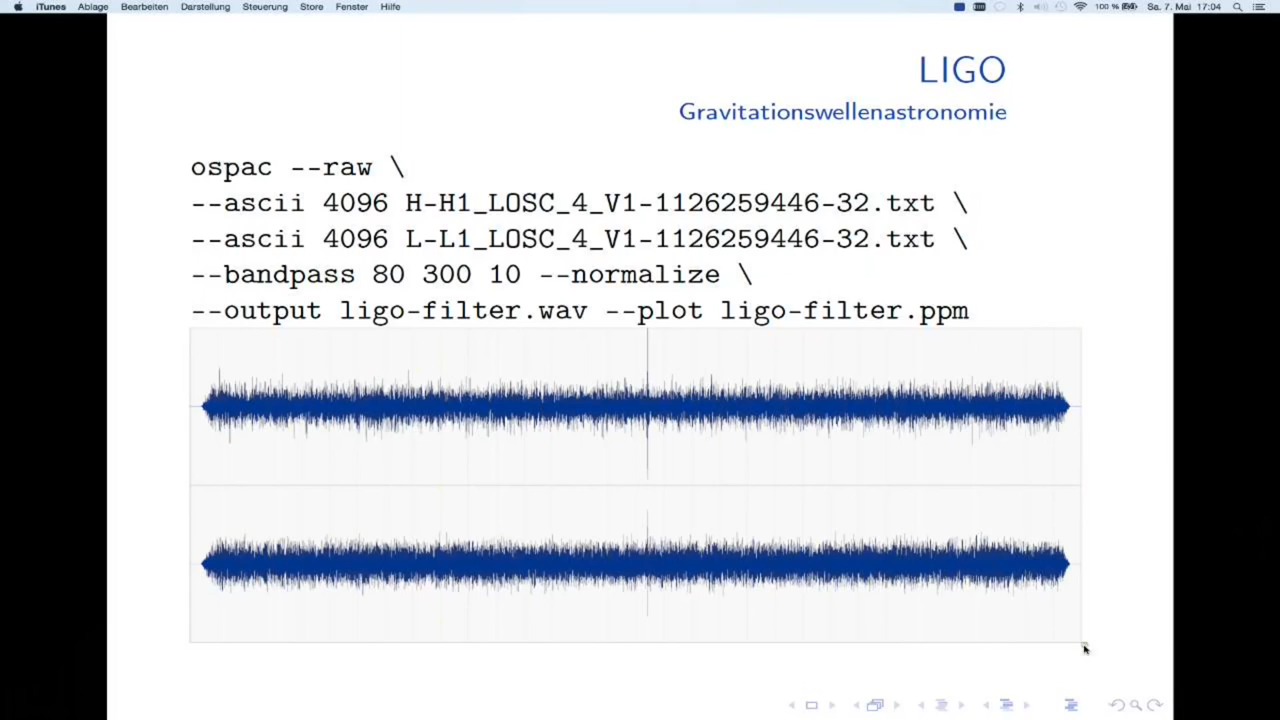 iTunes Ablage Bearbeiten Darstellung Steuerung Store Fenster Hilfe 100 % Sa. 7. Mai 17:04
LIGO
Gravitationswellenastronomie
ospac --raw \
--ascii 4096 H-H1_LOSC_4_V1-1126259446-32.txt \
--ascii 4096 L-L1_LOSC_4_V1-1126259446-32.txt \
--bandpass 80 300 10 --normalize \
--output ligo-filter.wav --plot ligo-filter.ppm